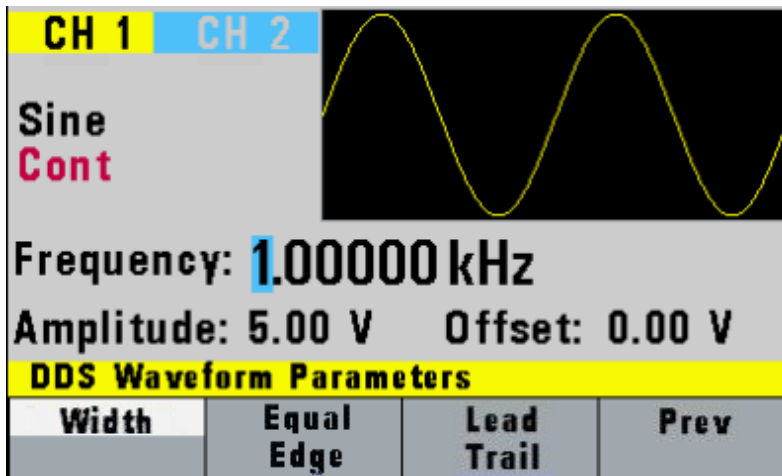 CH 1 CH 2
Sine
Cont
Frequency: 1.00000 kHz
Amplitude: 5.00 V Offset: 0.00 V
DDS Waveform Parameters
Width Equal Edge Lead Trail Prev